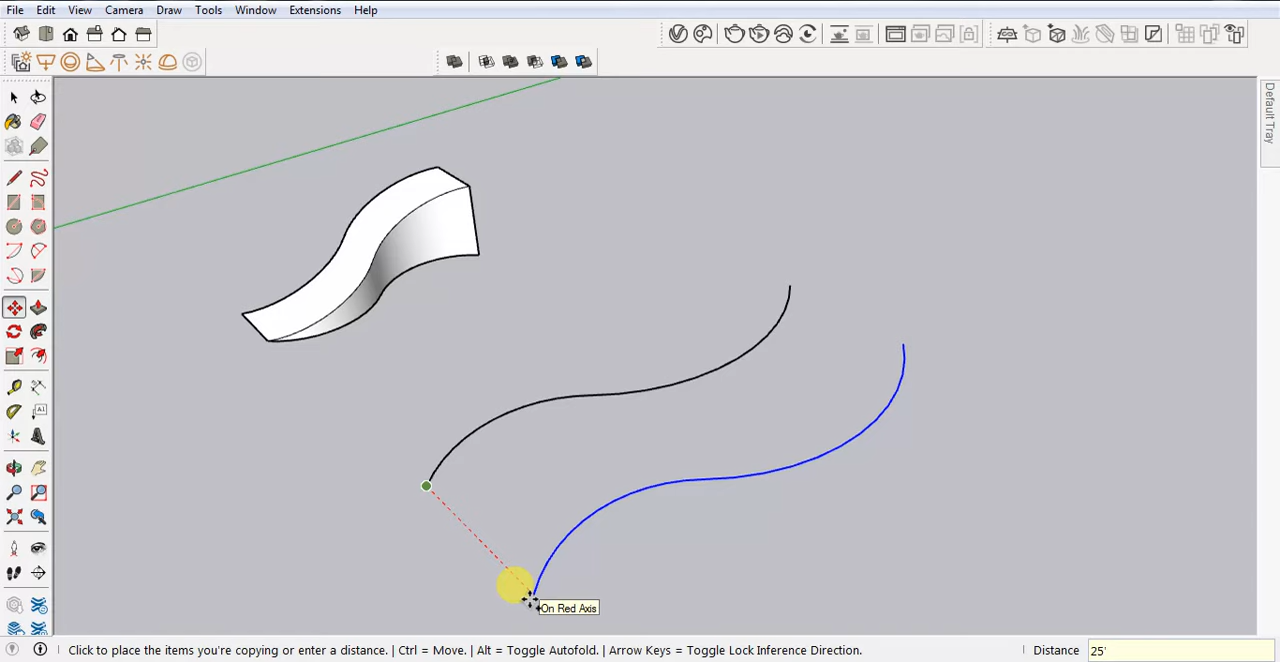 File Edit View Camera Draw Tools Window Extensions Help
Default Tray
A1
On Red Axis
Click to place the items you're copying or enter a distance. | Ctrl = Move. | Alt = Toggle Autofold. | Arrow Keys = Toggle Lock Inference Direction. | Distance 25'